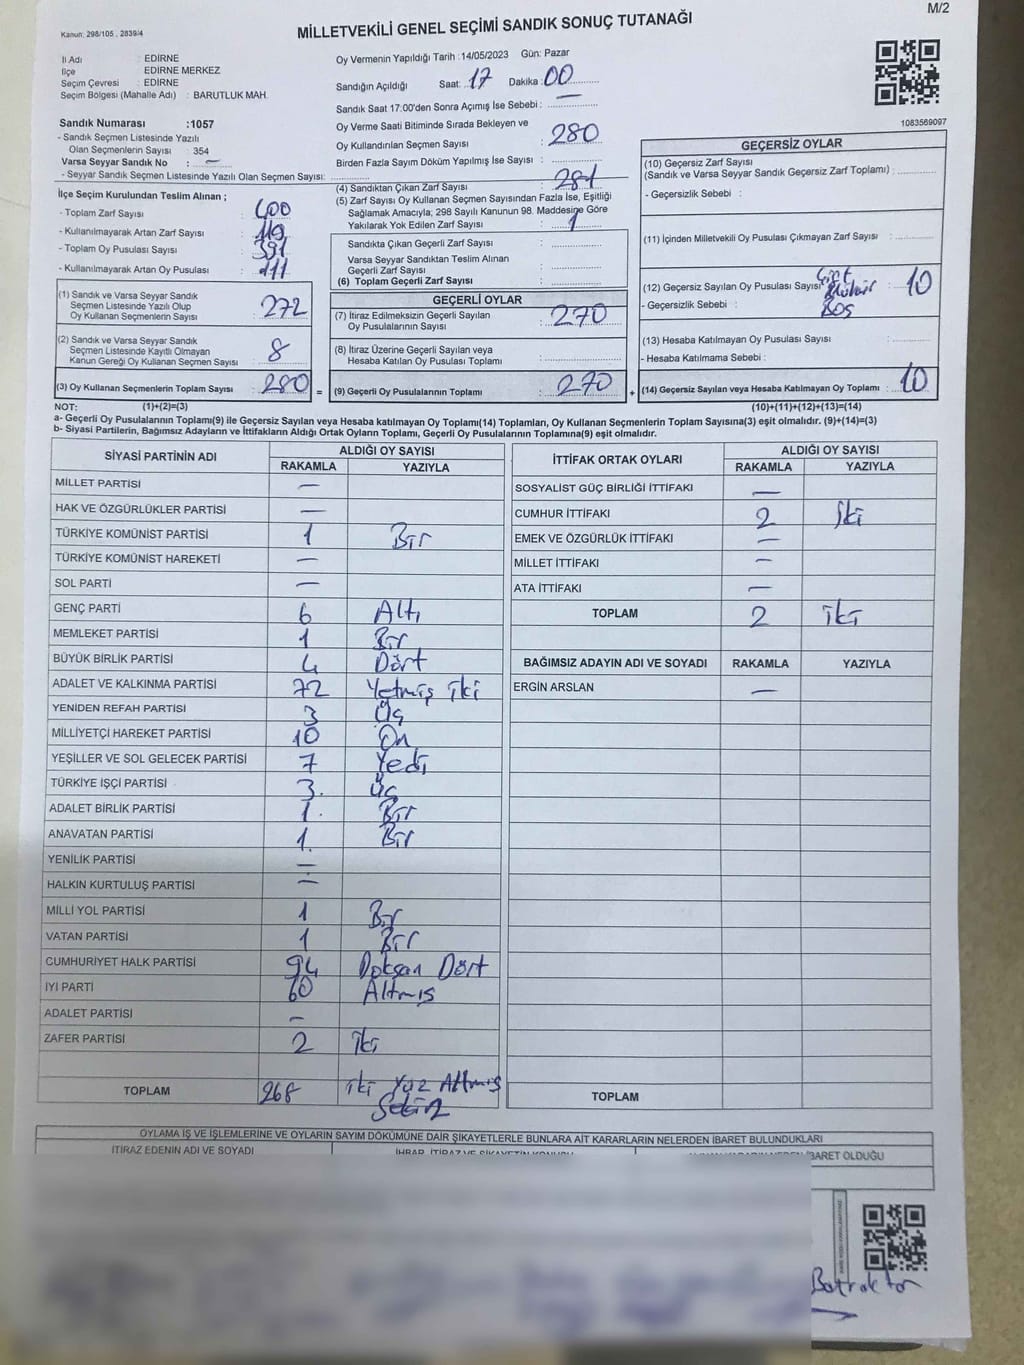 M/2
Kanun: 298/105 , 2839/4
MİLLETVEKİLİ GENEL SEÇİMİ SANDIK SONUÇ TUTANAĞI
İl Adı : EDİRNE
İlçe : EDİRNE MERKEZ
Seçim Çevresi : EDİRNE
Seçim Bölgesi (Mahalle Adı) : BARUTLUK MAH.
Oy Vermenin Yapıldığı Tarih :14/05/2023 Gün: Pazar
Sandığın Açıldığı Saat: 17 Dakika : 00
Sandık Saat 17:00'den Sonra Açımış İse Sebebi : —
Oy Verme Saati Bitiminde Sırada Bekleyen ve
Oy Kullandırılan Seçmen Sayısı : 280
Birden Fazla Sayım Döküm Yapılmış İse Sayısı :
1083569097
Sandık Numarası :1057
- Sandık Seçmen Listesinde Yazılı
Olan Seçmenlerin Sayısı : 354
Varsa Seyyar Sandık No : —
- Seyyar Sandık Seçmen Listesinde Yazılı Olan Seçmen Sayısı:
İlçe Seçim Kurulundan Teslim Alınan ;
- Toplam Zarf Sayısı : 400
- Kullanılmayarak Artan Zarf Sayısı : 119
- Toplam Oy Pusulası Sayısı : 391
- Kullanılmayarak Artan Oy Pusulası : 111
(4) Sandıktan Çıkan Zarf Sayısı : 281
(5) Zarf Sayısı Oy Kullanan Seçmen Sayısından Fazla İse, Eşitliği
Sağlamak Amacıyla; 298 Sayılı Kanunun 98. Maddesine Göre
Yakılarak Yok Edilen Zarf Sayısı : 1
Sandıkta Çıkan Geçerli Zarf Sayısı :
Varsa Seyyar Sandıktan Teslim Alınan
Geçerli Zarf Sayısı :
(6) Toplam Geçerli Zarf Sayısı :
GEÇERSİZ OYLAR
(10) Geçersiz Zarf Sayısı
(Sandık ve Varsa Seyyar Sandık Geçersiz Zarf Toplamı) :
- Geçersizlik Sebebi :
(11) İçinden Milletvekili Oy Pusulası Çıkmayan Zarf Sayısı :
(12) Geçersiz Sayılan Oy Pusulası Sayısı : 10
- Geçersizlik Sebebi : Çift Mühür Boş
(13) Hesaba Katılmayan Oy Pusulası Sayısı :
- Hesaba Katılmama Sebebi :
(14) Geçersiz Sayılan veya Hesaba Katılmayan Oy Toplamı : 10
(1) Sandık ve Varsa Seyyar Sandık
Seçmen Listesinde Yazılı Olup
Oy Kullanan Seçmenlerin Sayısı : 272
(2) Sandık ve Varsa Seyyar Sandık
Seçmen Listesinde Kayıtlı Olmayan
Kanun Gereği Oy Kullanan Seçmen Sayısı : 8
(3) Oy Kullanan Seçmenlerin Toplam Sayısı : 280 =
GEÇERLİ OYLAR
(7) İtiraz Edilmeksizin Geçerli Sayılan
Oy Pusulalarının Sayısı : 270
(8) İtiraz Üzerine Geçerli Sayılan veya
Hesaba Katılan Oy Pusulaları Toplamı :
(9) Geçerli Oy Pusulalarının Toplamı : 270 +
NOT: (1)+(2)=(3) (10)+(11)+(12)+(13)=(14)
a- Geçerli Oy Pusulalarının Toplamı(9) ile Geçersiz Sayılan veya Hesaba katılmayan Oy Toplamı(14) Toplamları, Oy Kullanan Seçmenlerin Toplam Sayısına(3) eşit olmalıdır. (9)+(14)=(3)
b- Siyasi Partilerin, Bağımsız Adayların ve İttifakların Aldığı Ortak Oyların Toplamı, Geçerli Oy Pusulalarının Toplamına(9) eşit olmalıdır.
SİYASİ PARTİNİN ADI ALDIĞI OY SAYISI
RAKAMLA YAZIYLA
MİLLET PARTİSİ —
HAK VE ÖZGÜRLÜKLER PARTİSİ —
TÜRKİYE KOMÜNİST PARTİSİ 1 Bir
TÜRKİYE KOMÜNİST HAREKETİ —
SOL PARTİ —
GENÇ PARTİ 6 Altı
MEMLEKET PARTİSİ 1 Bir
BÜYÜK BİRLİK PARTİSİ 4 Dört
ADALET VE KALKINMA PARTİSİ 72 Yetmiş iki
YENİDEN REFAH PARTİSİ 3 Üç
MİLLİYETÇİ HAREKET PARTİSİ 10 On
YEŞİLLER VE SOL GELECEK PARTİSİ 7 Yedi
TÜRKİYE İŞÇİ PARTİSİ 3. Üç
ADALET BİRLİK PARTİSİ 1. Bir
ANAVATAN PARTİSİ 1. Bir
YENİLİK PARTİSİ —
HALKIN KURTULUŞ PARTİSİ —
MİLLİ YOL PARTİSİ 1 Bir
VATAN PARTİSİ 1 Bir
CUMHURİYET HALK PARTİSİ 94 Doksan Dört
İYİ PARTİ 60 Altmış
ADALET PARTİSİ —
ZAFER PARTİSİ 2 iki
TOPLAM 268 iki Yüz Altmış
Sekiz
İTTİFAK ORTAK OYLARI ALDIĞI OY SAYISI
RAKAMLA YAZIYLA
SOSYALİST GÜÇ BİRLİĞİ İTTİFAKI —
CUMHUR İTTİFAKI 2 İki
EMEK VE ÖZGÜRLÜK İTTİFAKI —
MİLLET İTTİFAKI —
ATA İTTİFAKI —
TOPLAM 2 iki
BAĞIMSIZ ADAYIN ADI VE SOYADI RAKAMLA YAZIYLA
ERGİN ARSLAN —
TOPLAM
OYLAMA İŞ VE İŞLEMLERİNE VE OYLARIN SAYIM DÖKÜMÜNE DAİR ŞİKAYETLERLE BUNLARA AİT KARARLARIN NELERDEN İBARET BULUNDUKLARI
İTİRAZ EDENİN ADI VE SOYADI
İBARET OLDUĞU